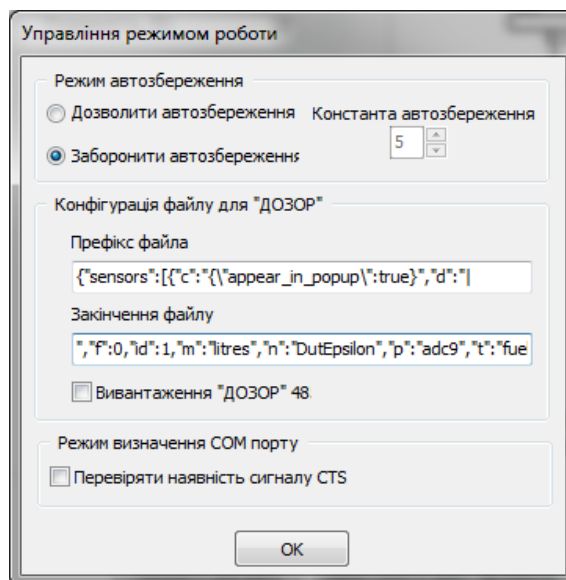 Управління режимом роботи
Режим автозбереження
Дозволити автозбереження Константа автозбереження
5
Заборонити автозбереження
Конфігурація файлу для "ДОЗОР"
Префікс файла
{"sensors":[{"c":"{\"appear_in_popup\":true}","d":"|
Закінчення файлу
","f":0,"id":1,"m":"litres","n":"DutEpsilon","p":"adc9","t":"fue
Вивантаження "ДОЗОР" 48
Режим визначення COM порту
Перевіряти наявність сигналу CTS
OK